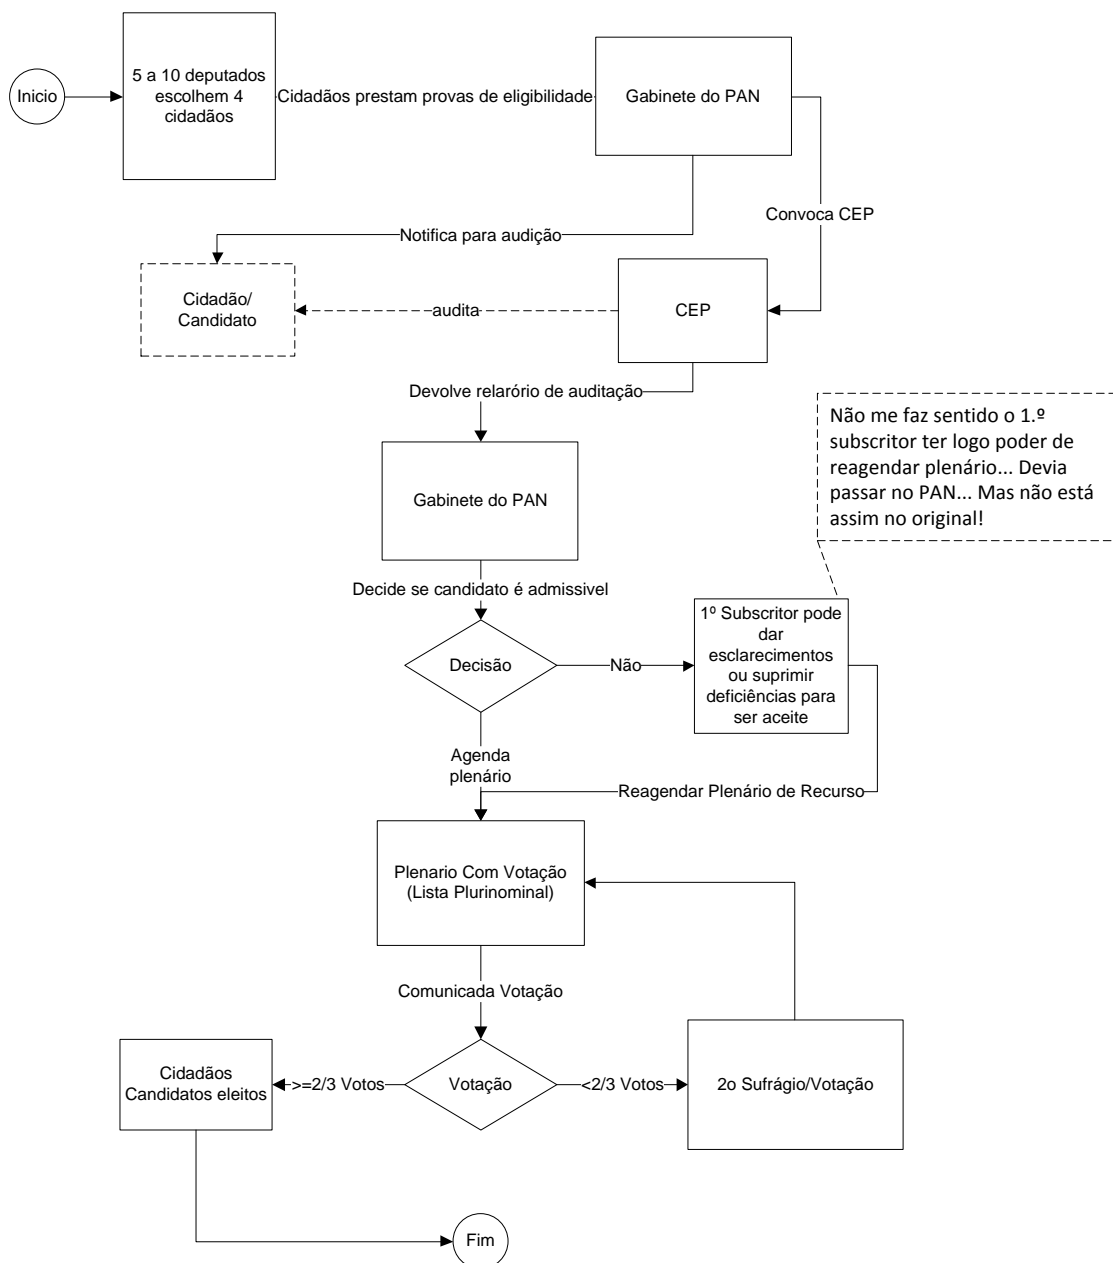 Inicio
5 a 10 deputados
escolhem 4
cidadãos
Cidadãos prestam provas de eligibilidade
Gabinete do PAN
Convoca CEP
Notifica para audição
Cidadão/
Candidato
audita
CEP
Devolve relarório de auditação
Não me faz sentido o 1.º
subscritor ter logo poder de
reagendar plenário... Devia
passar no PAN... Mas não está
assim no original!
Gabinete do PAN
Decide se candidato é admissivel
Decisão
Não
1º Subscritor pode
dar
esclarecimentos
ou suprimir
deficiências para
ser aceite
Agenda
plenário
Reagendar Plenário de Recurso
Plenario Com Votação
(Lista Plurinominal)
Comunicada Votação
Cidadãos
Candidatos eleitos
>=2/3 Votos
Votação
<2/3 Votos
2o Sufrágio/Votação
Fim